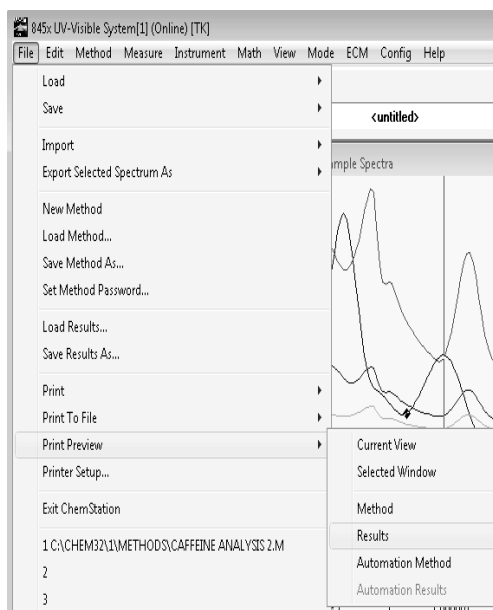 845x UV-Visible System[1] (Online) [TK]
File Edit Method Measure Instrument Math View Mode ECM Config Help
Load
Save
<untitled>
Import
Export Selected Spectrum As
mple Spectra
New Method
Load Method...
Save Method As...
Set Method Password...
Load Results...
Save Results As...
Print
Print To File
Print Preview
Printer Setup...
Exit ChemStation
1 C:\CHEM32\1\METHODS\CAFFEINE ANALYSIS 2.M
2
3
Current View
Selected Window
Method
Results
Automation Method
Automation Results